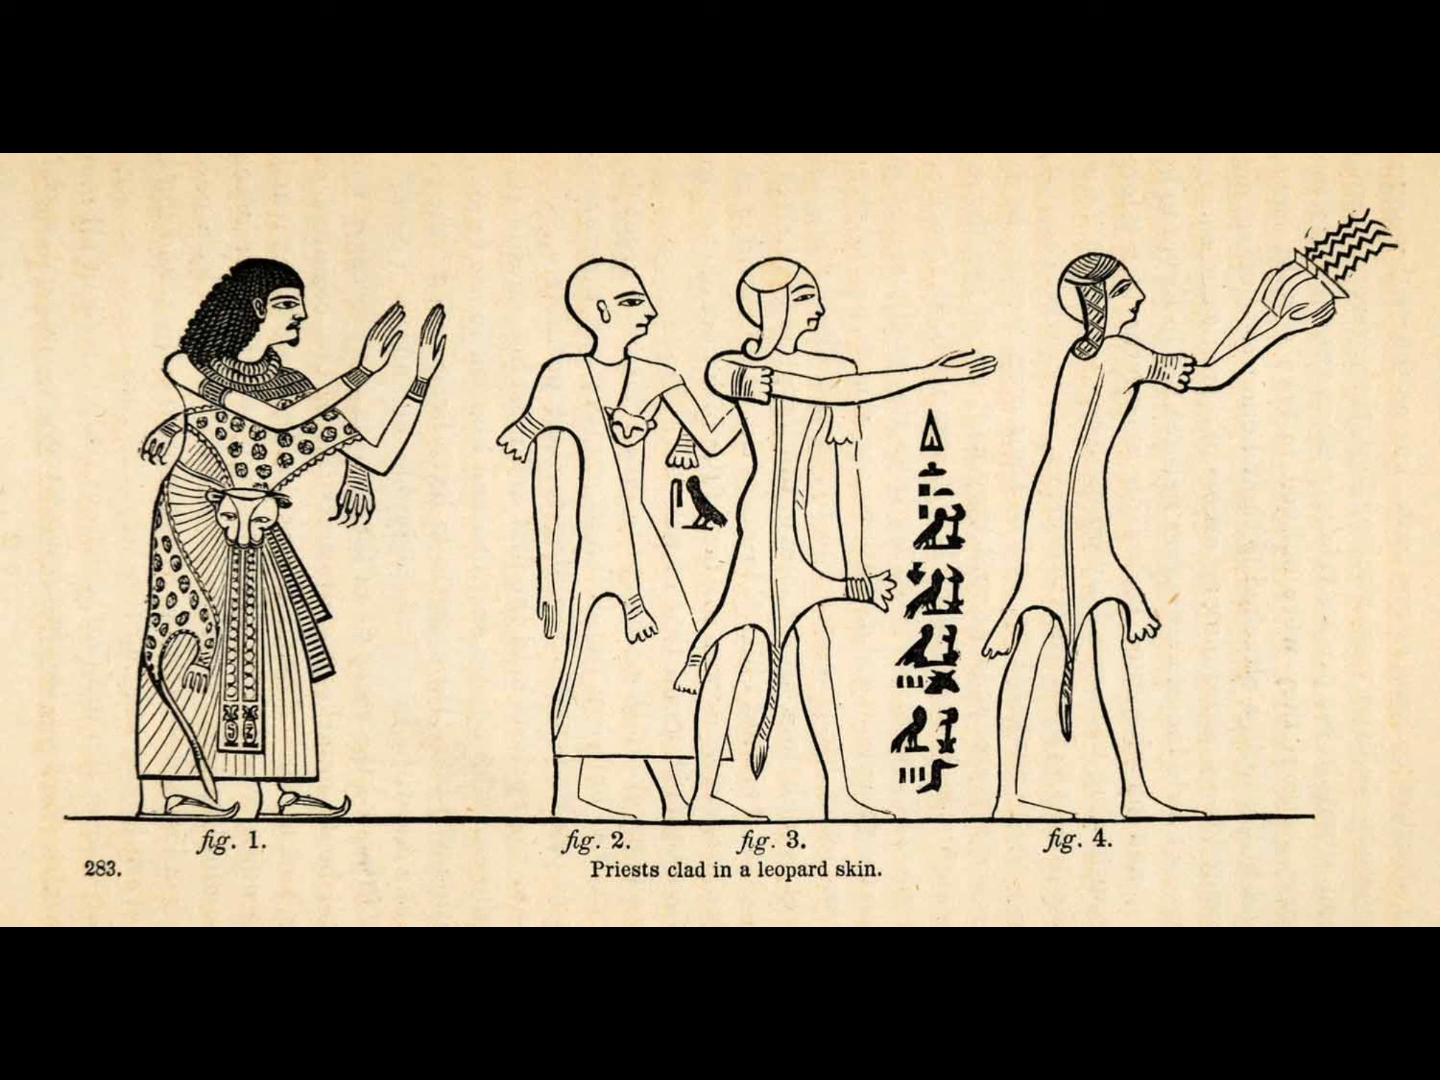 fig. 1.
fig. 2.
fig. 3.
fig. 4.
283.
Priests clad in a leopard skin.